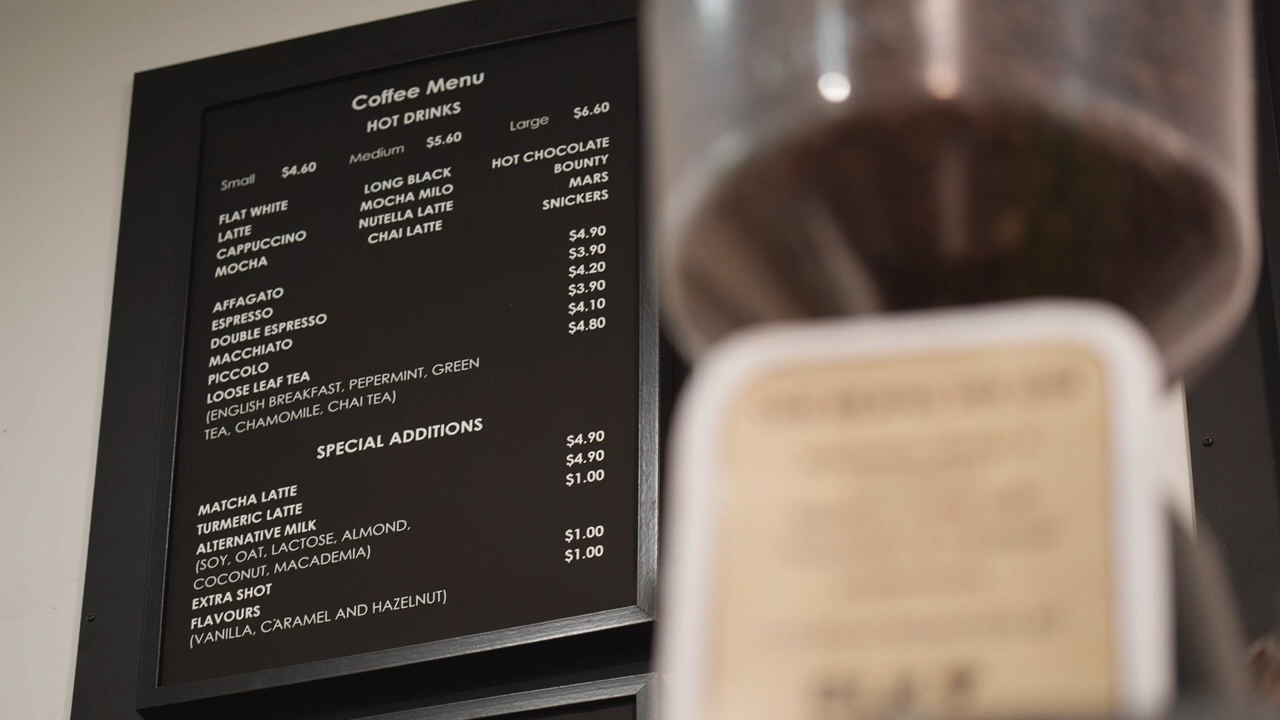 Coffee Menu
HOT DRINKS
Small $4.60 Medium $5.60 Large $6.60
FLAT WHITE LONG BLACK HOT CHOCOLATE
LATTE MOCHA MILO BOUNTY
CAPPUCCINO NUTELLA LATTE MARS
MOCHA CHAI LATTE SNICKERS
AFFAGATO $4.90
ESPRESSO $3.90
DOUBLE ESPRESSO $4.20
MACCHIATO $3.90
PICCOLO $4.10
LOOSE LEAF TEA $4.80
(ENGLISH BREAKFAST, PEPERMINT, GREEN
TEA, CHAMOMILE, CHAI TEA)
SPECIAL ADDITIONS
MATCHA LATTE $4.90
TURMERIC LATTE $4.90
ALTERNATIVE MILK $1.00
(SOY, OAT, LACTOSE, ALMOND,
COCONUT, MACADEMIA)
EXTRA SHOT $1.00
FLAVOURS $1.00
(VANILLA, CARAMEL AND HAZELNUT)